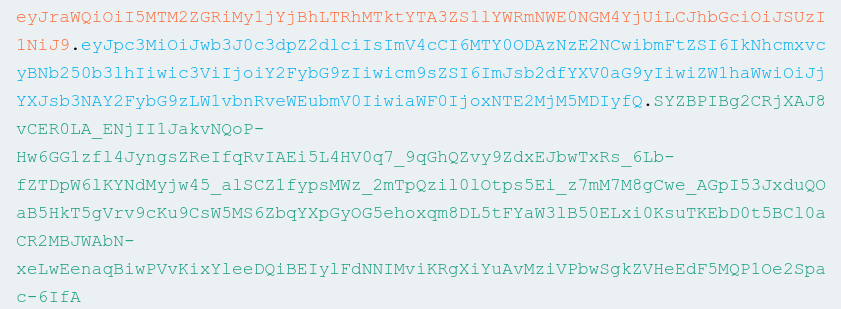 eyJraWQiOiI5MTM2ZGRiMy1jYjBhLTRhMTktYTA3ZS1lYWRmNWE0NGM4YjUiLCJhbGciOiJSUzI
1NiJ9.eyJpc3MiOiJwb3J0c3dpZ2dlciIsImV4cCI6MTY0ODAzNzE2NCwibmFtZSI6IkNhcmxvc
yBNb250b3lhIiwic3ViIjoiY2FybG9zIiwicm9sZSI6ImJsb2dfYXV0aG9yIiwiZW1haWwiOiJj
YXJsb3NAY2FybG9zLW1vbnRveWEubmV0IiwiaWF0IjoxNTE2MjM5MDIyfQ.SYZBPIBg2CRjXAJ8
vCER0LA_ENjII1JakvNQoP-
Hw6GG1zfl4JyngsZReIfqRvIAEi5L4HV0q7_9qGhQZvy9ZdxEJbwTxRs_6Lb-
fZTDpW6lKYNdMyjw45_alSCZ1fypsMWz_2mTpQzil0lOtps5Ei_z7mM7M8gCwe_AGpI53JxduQO
aB5HkT5gVrv9cKu9CsW5MS6ZbqYXpGyOG5ehoxqm8DL5tFYaW3lB50ELxi0KsuTKEbD0t5BCl0a
CR2MBJWAbN-
xeLwEenaqBiwPVvKixYleeDQiBEIylFdNNIMviKRgXiYuAvMziVPbwSgkZVHeEdF5MQP1Oe2Spa
c-6IfA